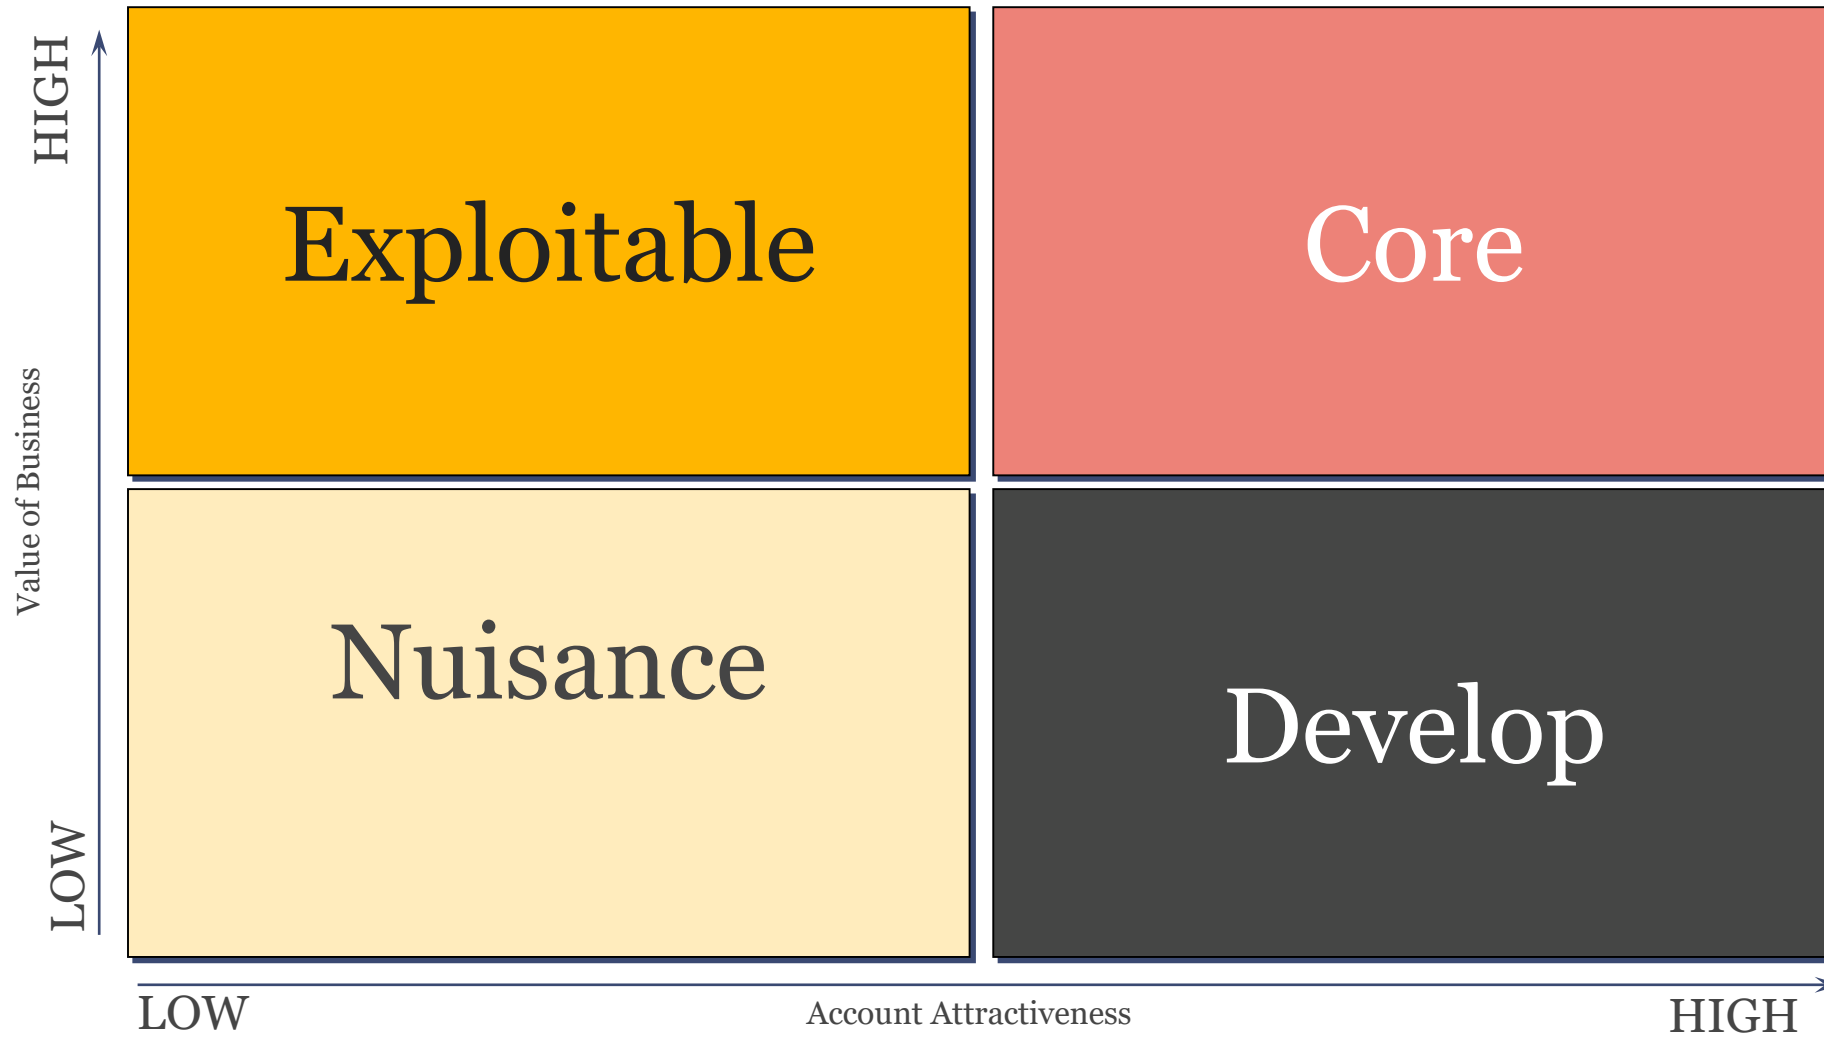 HIGH
Exploitable
Core
Value of Business
Nuisance
Develop
LOW
LOW
Account Attractiveness
HIGH